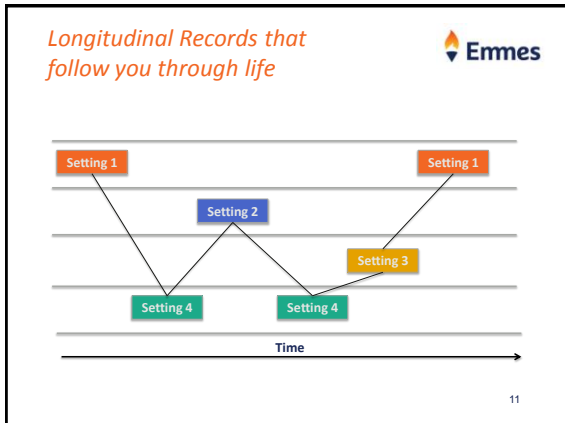 Longitudinal Records that
follow you through life
Emmes
Setting 1
Setting 1
Setting 2
Setting 3
Setting 4
Setting 4
Time
11